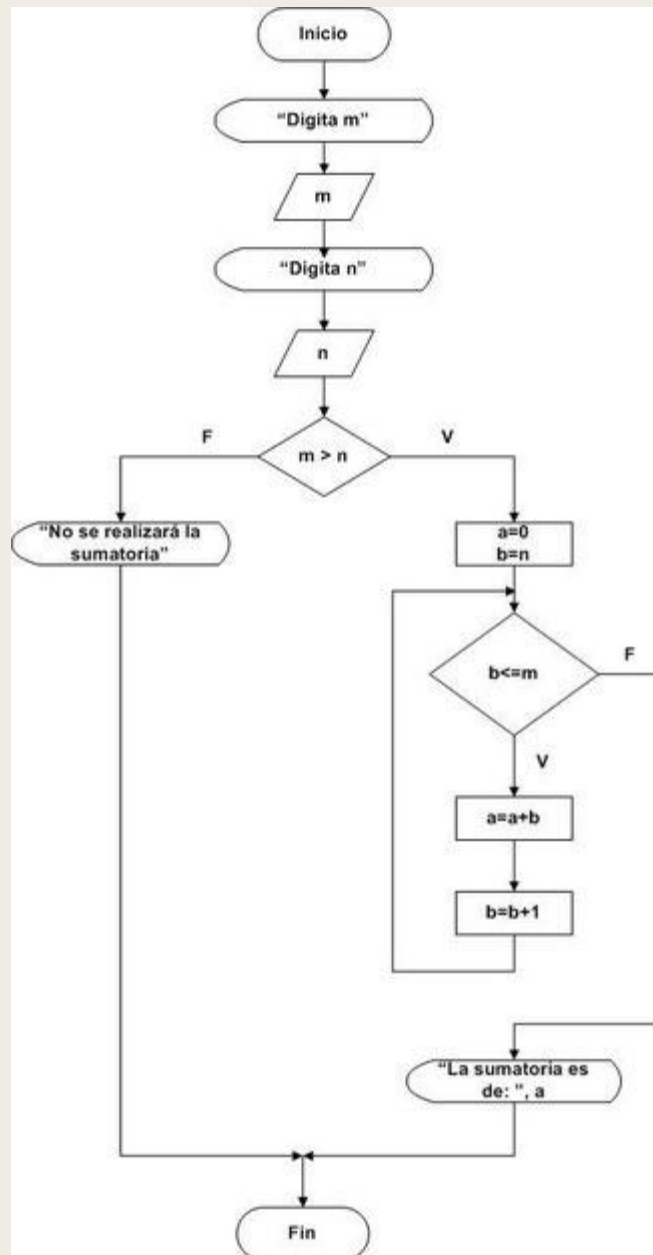 Inicio
“Digita m”
m
“Digita n”
n
F
m > n
V
“No se realizará la
sumatoria”
a=0
b=n
b<=m
F
V
a=a+b
b=b+1
“La sumatoria es
de: ”, a
Fin